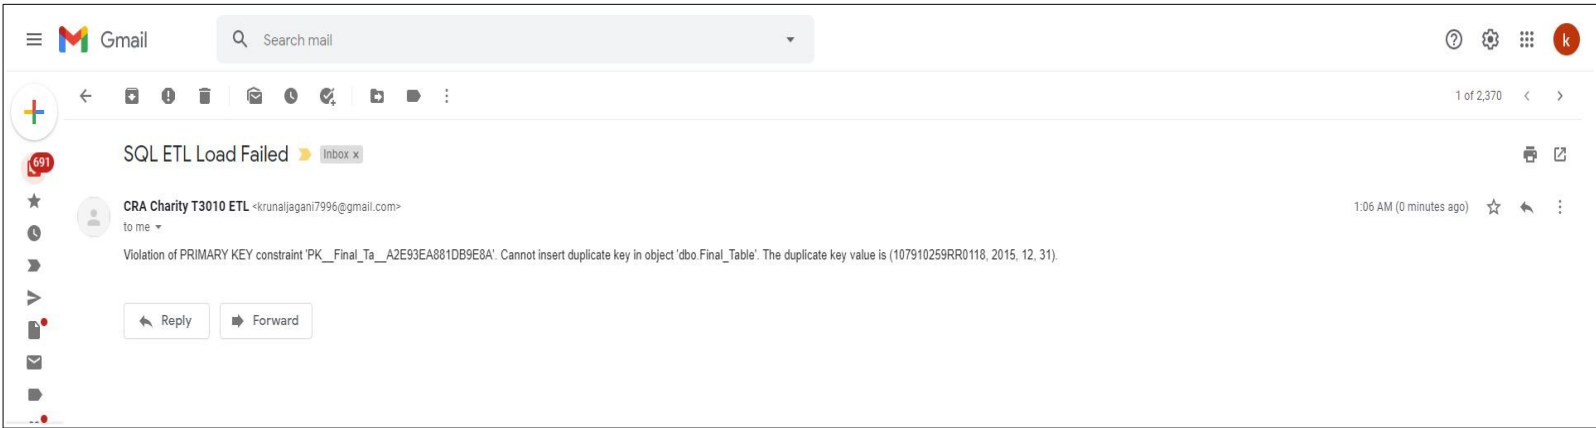 Gmail
Search mail
k
1 of 2,370
691
SQL ETL Load Failed Inbox x
CRA Charity T3010 ETL <krunaljagani7996@gmail.com>
1:06 AM (0 minutes ago)
to me
Violation of PRIMARY KEY constraint 'PK__Final_Ta__A2E93EA881DB9E8A'. Cannot insert duplicate key in object 'dbo.Final_Table'. The duplicate key value is (107910259RR0118, 2015, 12, 31).
Reply
Forward